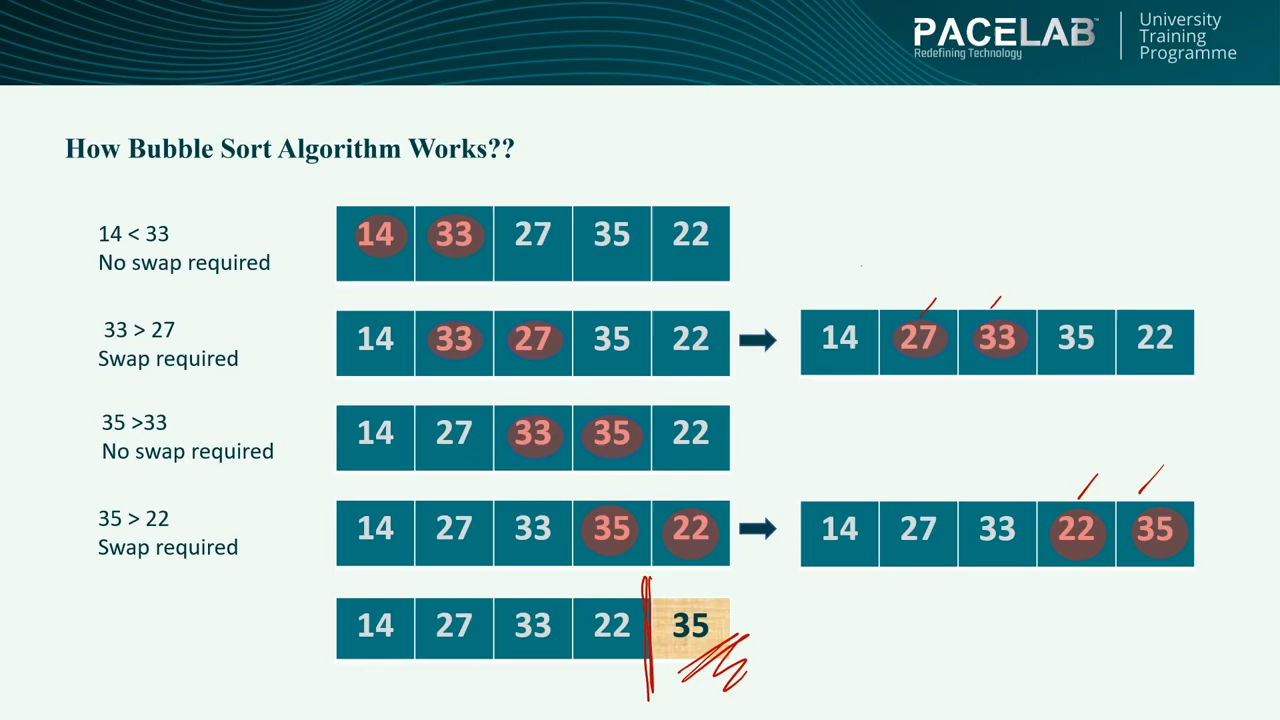 PACELAB™
Redefining Technology
University
Training
Programme
How Bubble Sort Algorithm Works??
14 < 33
No swap required
14 33 27 35 22
33 > 27
Swap required
14 33 27 35 22
14 27 33 35 22
35 >33
No swap required
14 27 33 35 22
35 > 22
Swap required
14 27 33 35 22
14 27 33 22 35
14 27 33 22 35